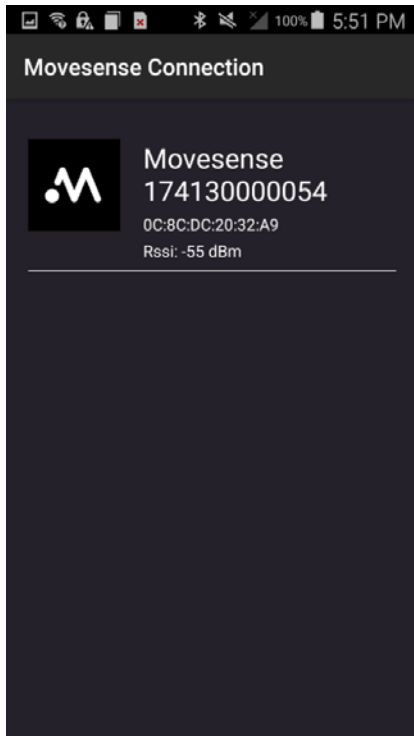 100% 5:51 PM
Movesense Connection
Movesense
174130000054
0C:8C:DC:20:32:A9
Rssi: -55 dBm